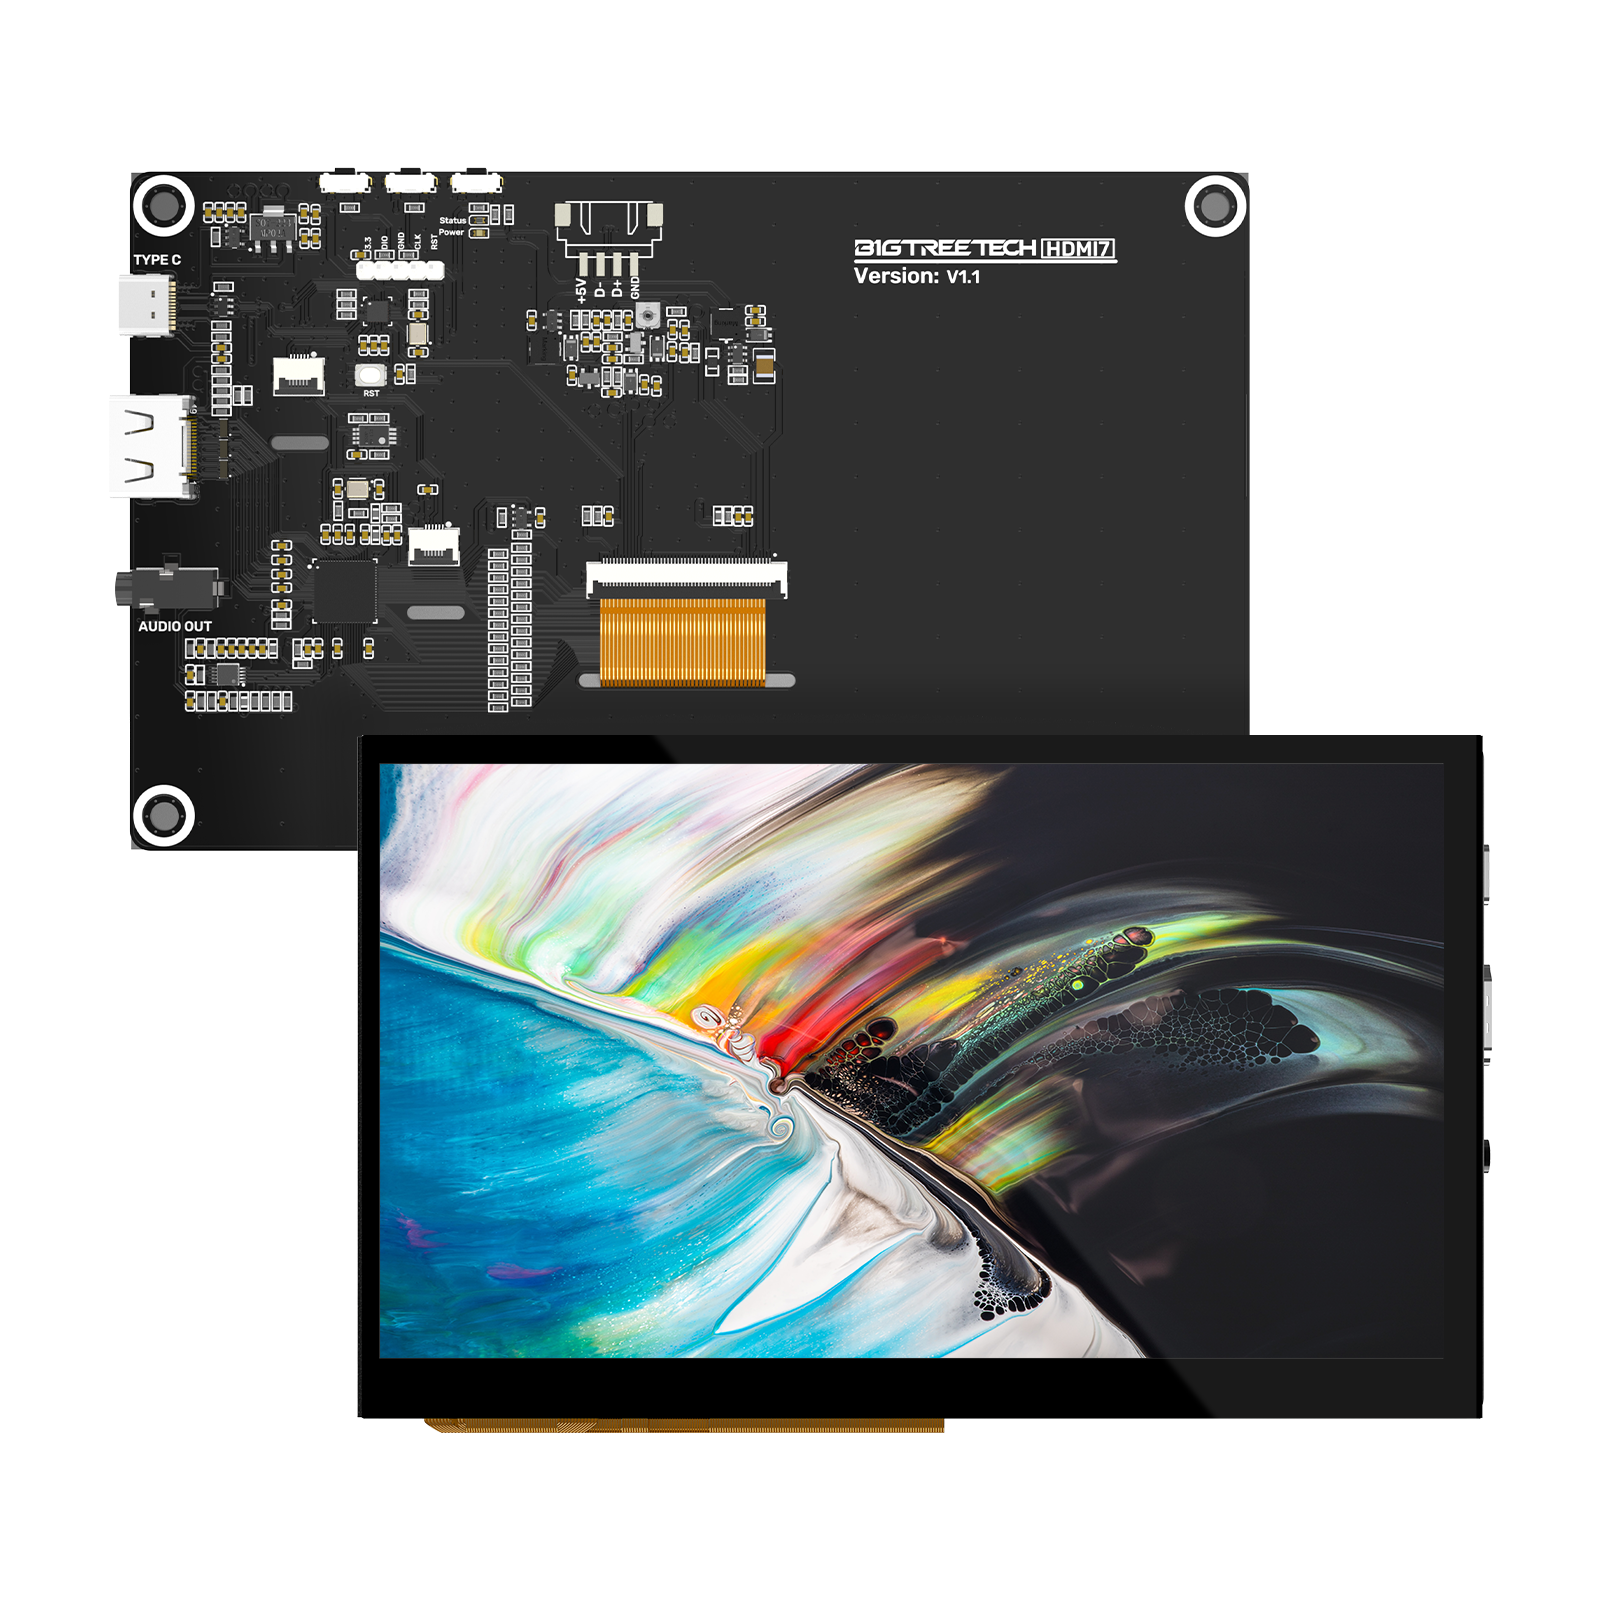 TYPE C
Status
Power
3.3
DIO
GND
CLK
RST
+5V
D-
D+
GND
BIGTREETECH HDMI7
Version: V1.1
RST
AUDIO OUT